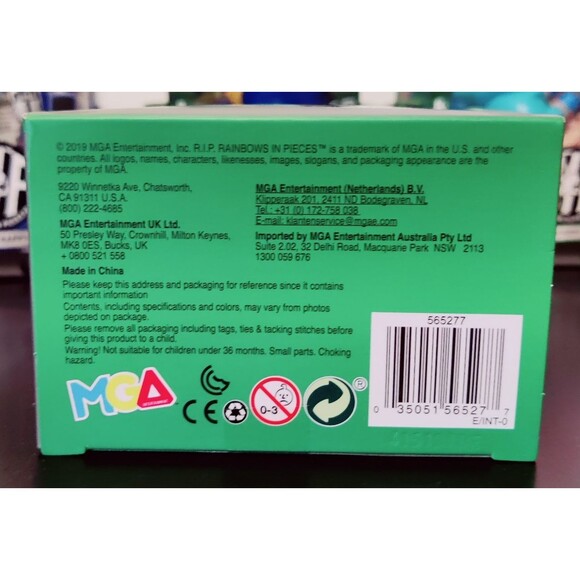 © 2019 MGA Entertainment, Inc. R.I.P. RAINBOWS IN PIECES™ is a trademark of MGA in the U.S. and other
countries. All logos, names, characters, likenesses, images, slogans, and packaging appearance are the
property of MGA.
9220 Winnetka Ave. Chatsworth,
CA 91311 U.S.A.
(800) 222-4685
MGA Entertainment UK Ltd.
50 Presley Way, Crownhill, Milton Keynes,
MK8 0ES, Bucks, UK
+ 0800 521 558
MGA Entertainment (Netherlands) B.V.
Klipperaak 201, 2411 ND Bodegraven, NL
Tel.: +31 (0) 172-758 038
E-mail: klantenservice@mgae.com
Imported by MGA Entertainment Australia Pty Ltd
Suite 2.02, 32 Delhi Road, Macquarie Park NSW 2113
1300 059 676
Made in China
Please keep this address and packaging for reference since it contains
important information
Contents, including specifications and colors, may vary from photos
depicted on package.
Please remove all packaging including tags, ties & tacking stitches before
giving this product to a child.
Warning! Not suitable for children under 36 months. Small parts. Choking
hazard.
MGA
CE
0-3
®
565277
0 35051 56527 7
E/INT-0